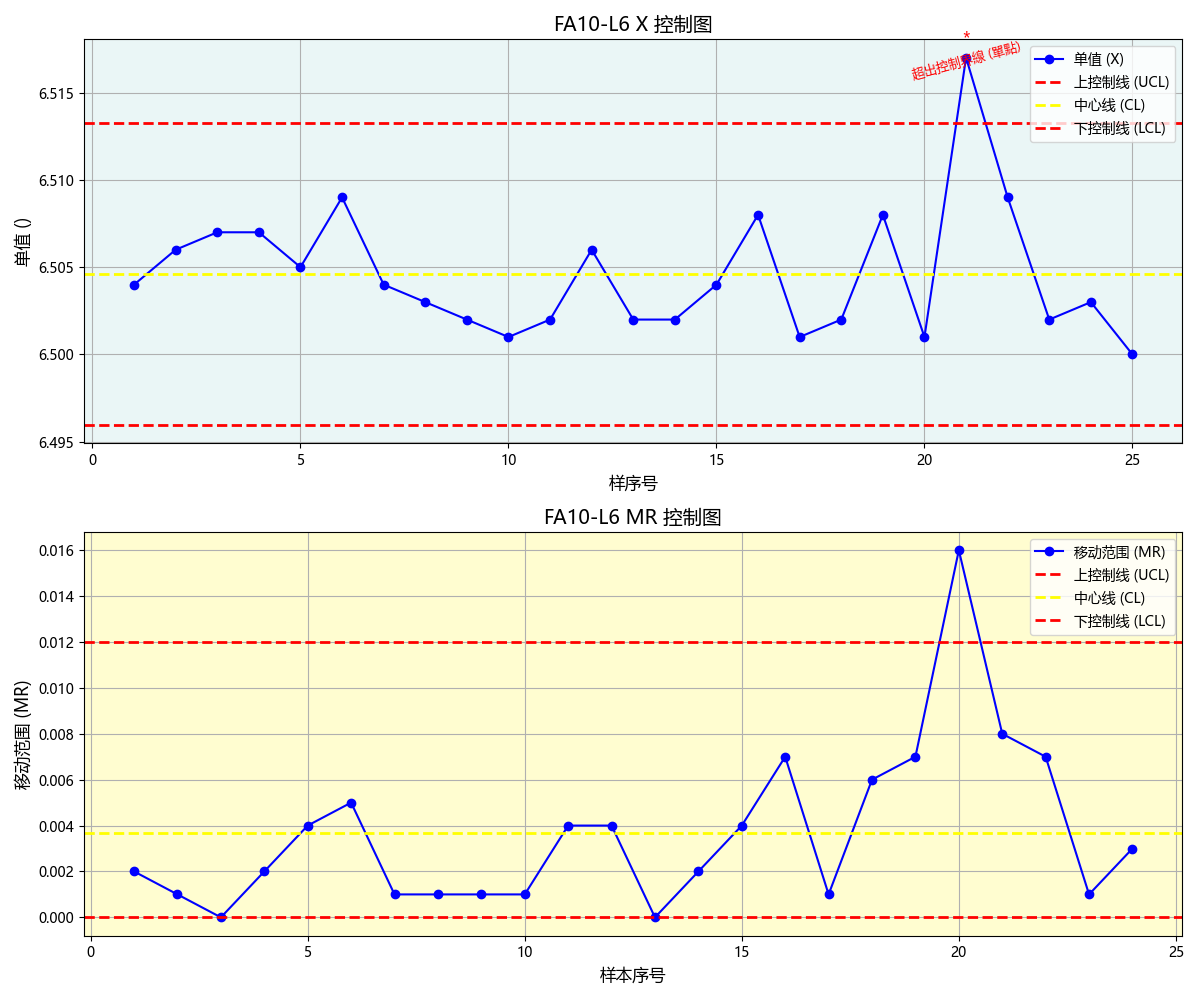 FA10-L6 X 控制图
*
超出控制界線 (單點)
单值 (X)
上控制线 (UCL)
中心线 (CL)
下控制线 (LCL)
单值 ()
6.515
6.510
6.505
6.500
6.495
0 5 10 15 20 25
样序号
FA10-L6 MR 控制图
移动范围 (MR)
上控制线 (UCL)
中心线 (CL)
下控制线 (LCL)
移动范围 (MR)
0.016
0.014
0.012
0.010
0.008
0.006
0.004
0.002
0.000
0 5 10 15 20 25
样本序号